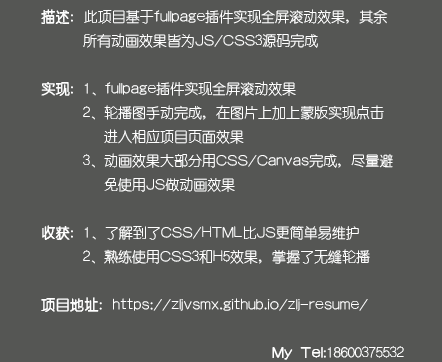 描述：此项目基于fullpage插件实现全屏滚动效果，其余
所有动画效果皆为JS/CSS3源码完成
实现：1、fullpage插件实现全屏滚动效果
2、轮播图手动完成，在图片上加上蒙版实现点击
进入相应项目页面效果
3、动画效果大部分用CSS/Canvas完成，尽量避
免使用JS做动画效果
收获：1、了解到了CSS/HTML比JS更简单易维护
2、熟练使用CSS3和H5效果，掌握了无缝轮播
项目地址：https://zljvsmx.github.io/zlj-resume/
My Tel:18600375532